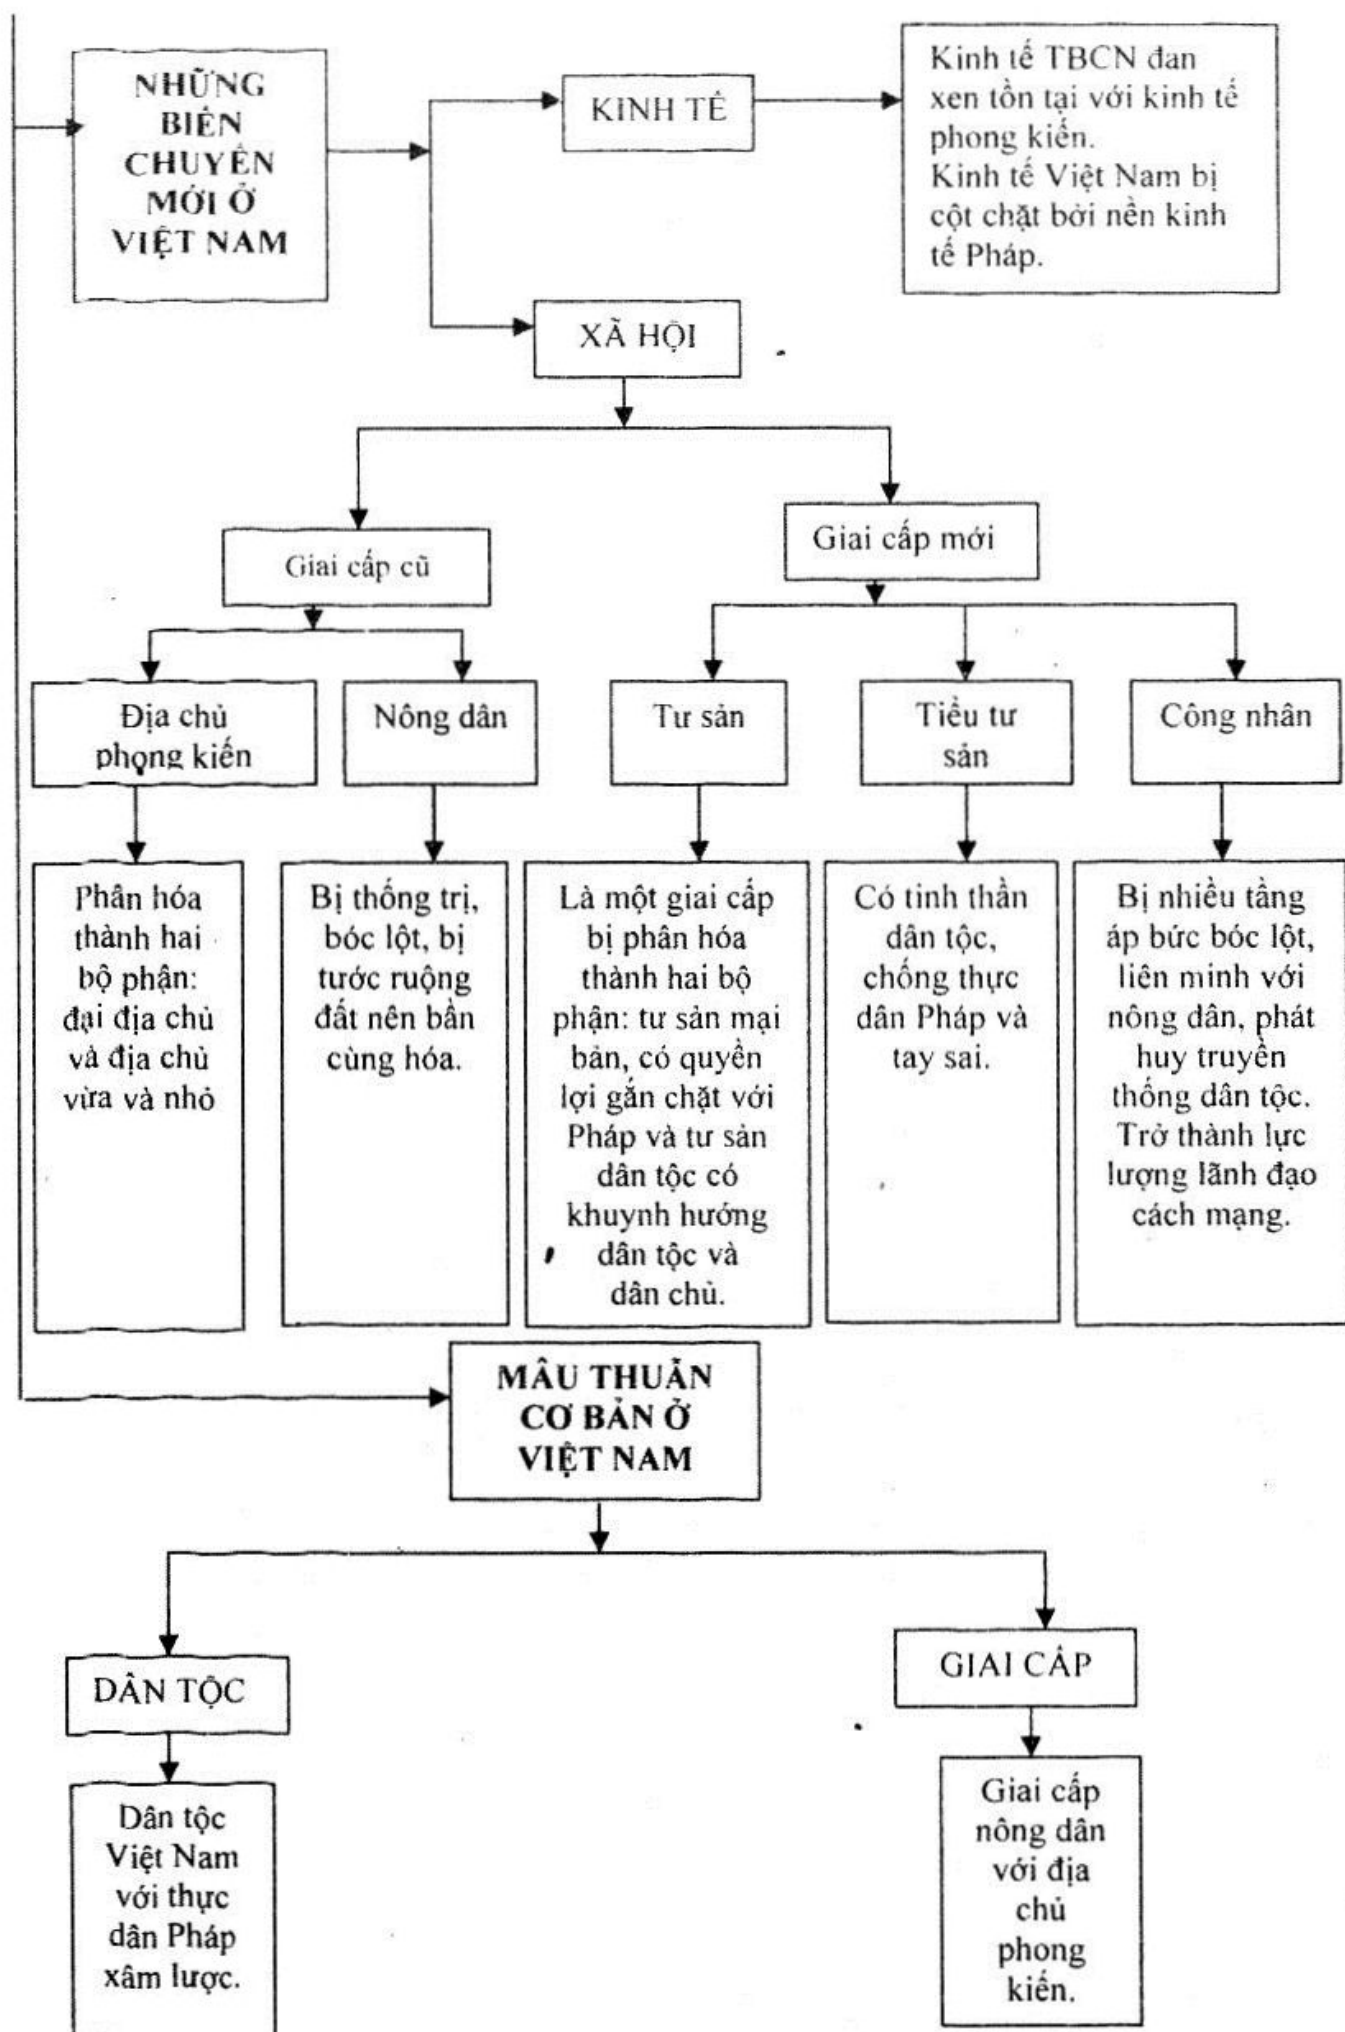 NHỮNG
BIẾN
CHUYỂN
MỚI Ở
VIỆT NAM
KINH TẾ
Kinh tế TBCN đan
xen tồn tại với kinh tế
phong kiến.
Kinh tế Việt Nam bị
cột chặt bởi nền kinh
tế Pháp.
XÃ HỘI
Giai cấp cũ
Giai cấp mới
Địa chủ
phong kiến
Nông dân
Tư sản
Tiểu tư
sản
Công nhân
Phân hóa
thành hai
bộ phận:
đại địa chủ
và địa chủ
vừa và nhỏ
Bị thống trị,
bóc lột, bị
tước ruộng
đất nên bần
cùng hóa.
Là một giai cấp
bị phân hóa
thành hai bộ
phận: tư sản mại
bản, có quyền
lợi gắn chặt với
Pháp và tư sản
dân tộc có
khuynh hướng
dân tộc và
dân chủ.
Có tinh thần
dân tộc,
chống thực
dân Pháp và
tay sai.
Bị nhiều tầng
áp bức bóc lột,
liên minh với
nông dân, phát
huy truyền
thống dân tộc.
Trở thành lực
lượng lãnh đạo
cách mạng.
MÂU THUẪN
CƠ BẢN Ở
VIỆT NAM
DÂN TỘC
GIAI CẤP
Dân tộc
Việt Nam
với thực
dân Pháp
xâm lược.
Giai cấp
nông dân
với địa
chủ
phong
kiến.